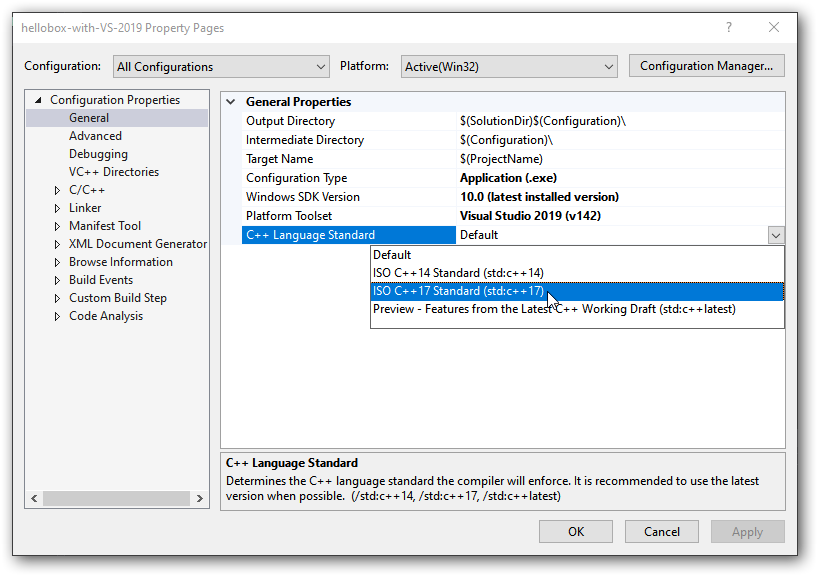 hellobox-with-VS-2019 Property Pages
?
Configuration: All Configurations Platform: Active(Win32) Configuration Manager...
Configuration Properties
General
Advanced
Debugging
VC++ Directories
C/C++
Linker
Manifest Tool
XML Document Generator
Browse Information
Build Events
Custom Build Step
Code Analysis
General Properties
Output Directory $(SolutionDir)$(Configuration)\
Intermediate Directory $(Configuration)\
Target Name $(ProjectName)
Configuration Type Application (.exe)
Windows SDK Version 10.0 (latest installed version)
Platform Toolset Visual Studio 2019 (v142)
C++ Language Standard Default
Default
ISO C++14 Standard (std:c++14)
ISO C++17 Standard (std:c++17)
Preview - Features from the Latest C++ Working Draft (std:c++latest)
C++ Language Standard
Determines the C++ language standard the compiler will enforce. It is recommended to use the latest
version when possible.  (/std:c++14, /std:c++17, /std:c++latest)
OK Cancel Apply